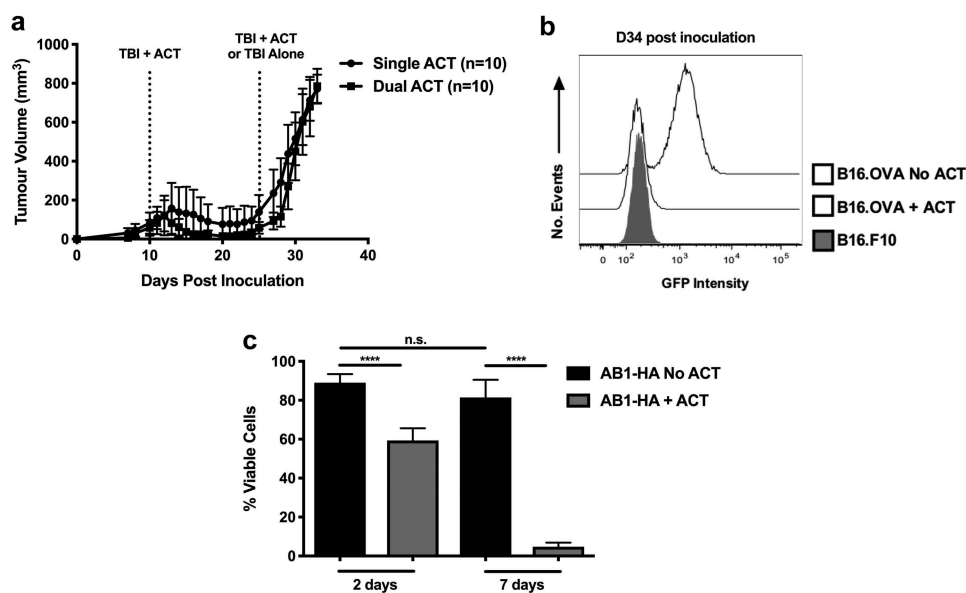 a
Tumour Volume (mm³)
1000
800
600
400
200
0
0
10
20
30
40
Days Post Inoculation
TBI + ACT
TBI + ACT
or TBI Alone
Single ACT (n=10)
Dual ACT (n=10)
b
D34 post inoculation
No. Events
0
10²
10³
10⁴
10⁵
GFP Intensity
B16.OVA No ACT
B16.OVA + ACT
B16.F10
c
% Viable Cells
100
80
60
40
20
0
n.s.
****
****
2 days
7 days
AB1-HA No ACT
AB1-HA + ACT